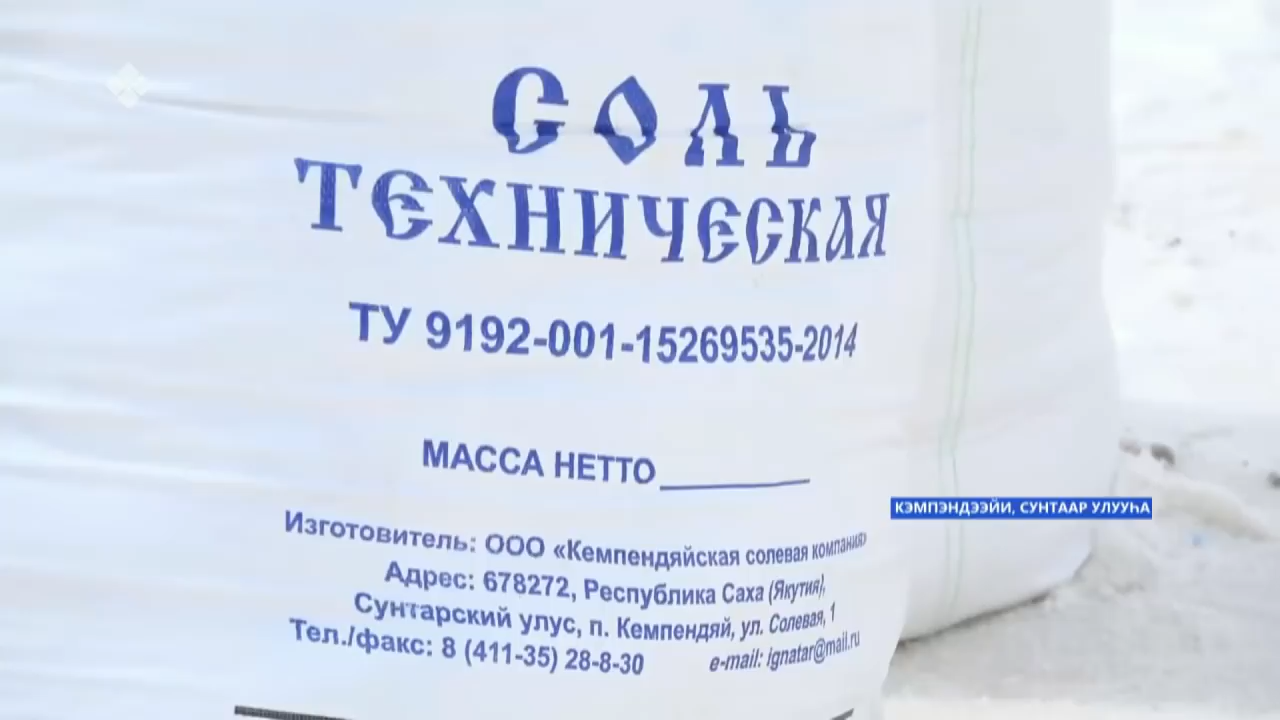 СОЛЬ
ТЕХНИЧЕСКАЯ
ТУ 9192-001-15269535-2014
МАССА НЕТТО
КЭМПЭНДЭЭЙИ, СУНТААР УЛУУҺА
Изготовитель: ООО «Кемпендяйская солевая компания»
Адрес: 678272, Республика Саха (Якутия),
Сунтарский улус, п. Кемпендяй, ул. Солевая, 1
Тел./факс: 8 (411-35) 28-8-30 e-mail: ignatar@mail.ru